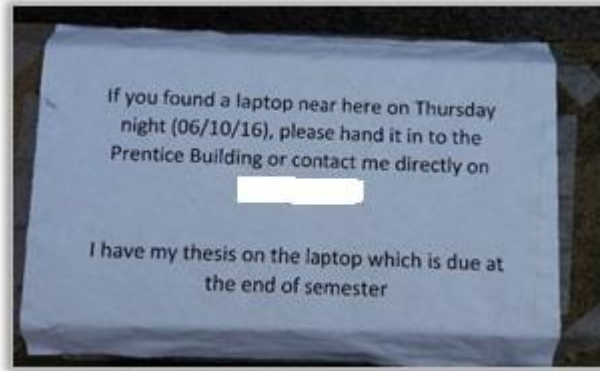 If you found a laptop near here on Thursday
night (06/10/16), please hand it in to the
Prentice Building or contact me directly on
I have my thesis on the laptop which is due at
the end of semester